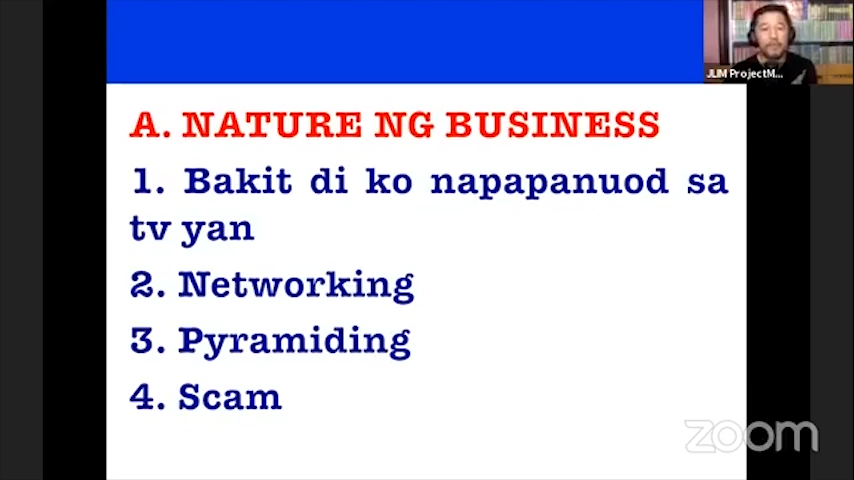 JLIM ProjectM...
A. NATURE NG BUSINESS
1. Bakit di ko napapanuod sa
tv yan
2. Networking
3. Pyramiding
4. Scam
zoom